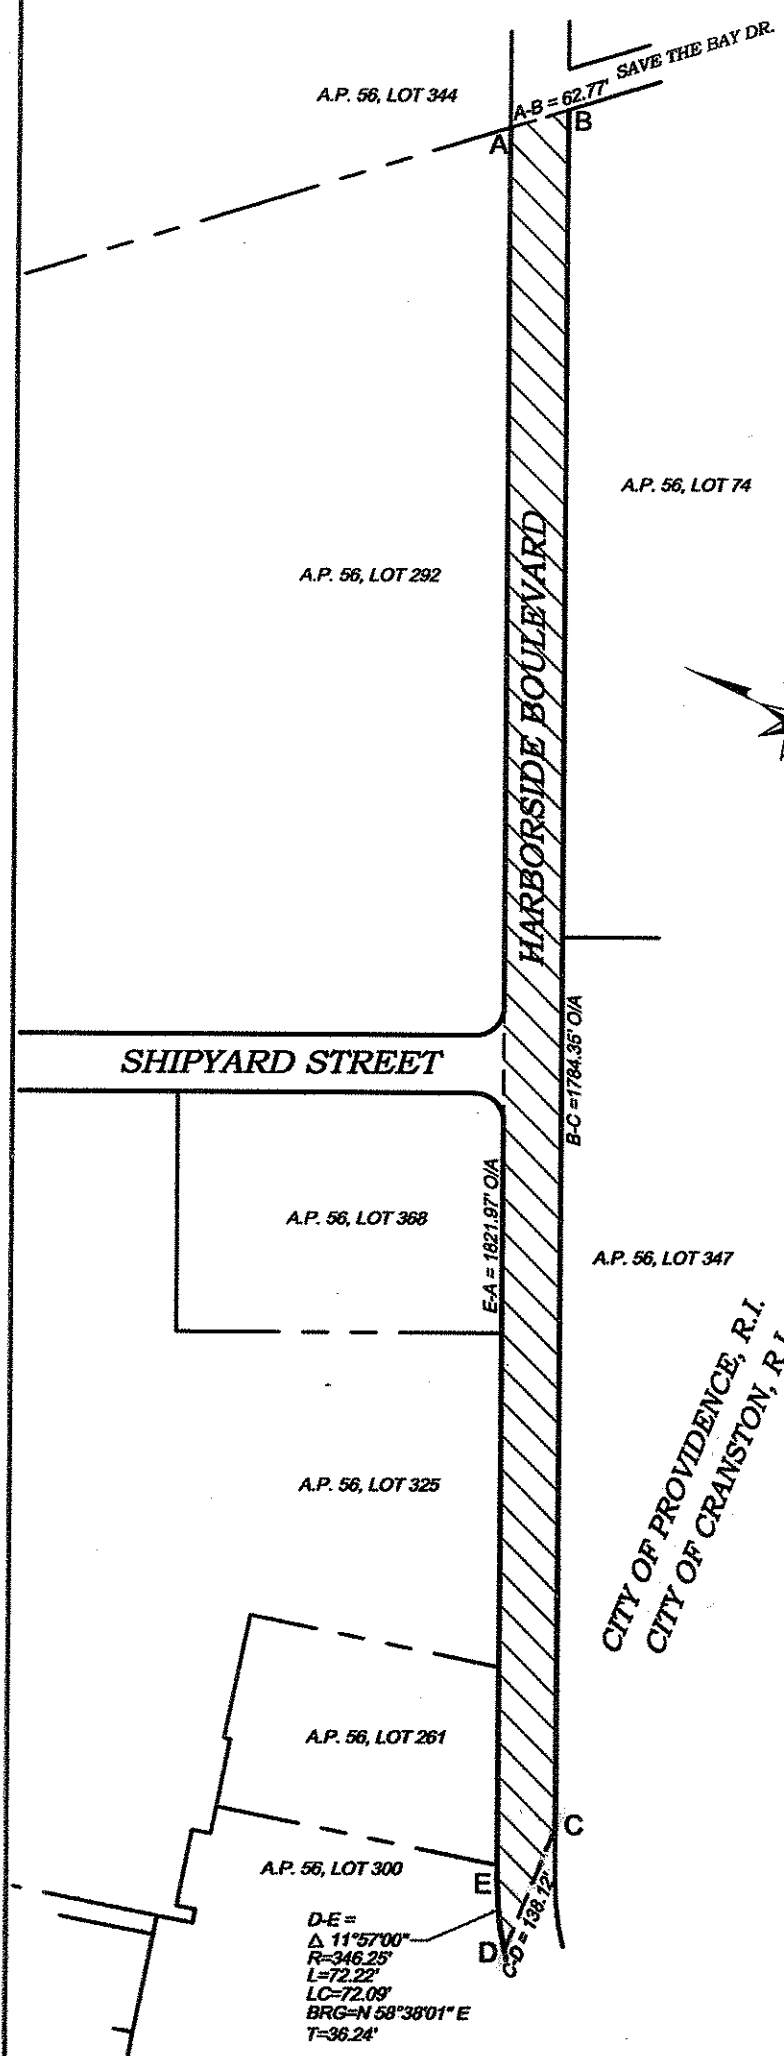 SAVE THE BAY DR.
A.P. 56, LOT 344
A-B = 62.77'
A
B
A.P. 56, LOT 74
HARBORSIDE BOULEVARD
A.P. 56, LOT 292
B-C =1784.35' O/A
SHIPYARD STREET
E-A = 1821.97' O/A
A.P. 56, LOT 368
A.P. 56, LOT 347
CITY OF PROVIDENCE, R.I.
CITY OF CRANSTON, R.I.
A.P. 56, LOT 325
A.P. 56, LOT 261
C
A.P. 56, LOT 300
E
D
C-D = 138.12'
D-E =
Δ 11°57'00"
R=346.25'
L=72.22'
LC=72.09'
BRG=N 58°38'01" E
T=36.24'